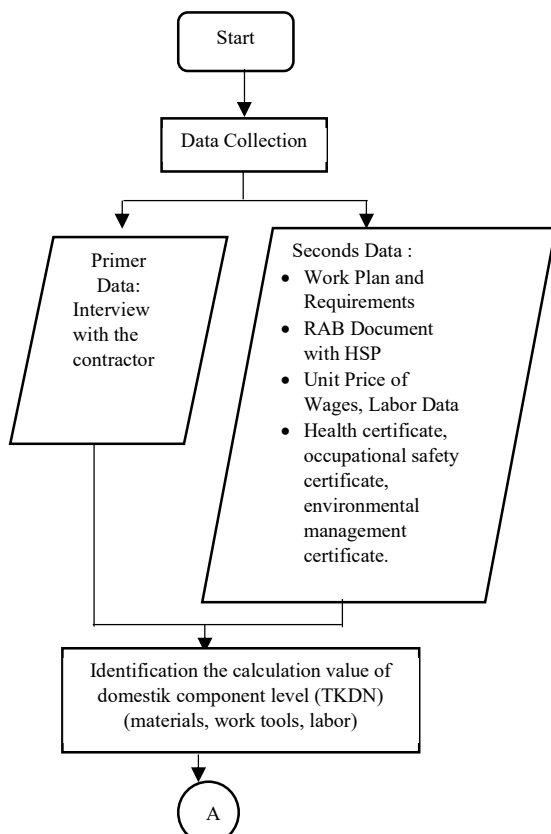 Start
Data Collection
Primer
Data:
Interview
with the
contractor
Seconds Data :
• Work Plan and
Requirements
• RAB Document
with HSP
• Unit Price of
Wages, Labor Data
• Health certificate,
occupational safety
certificate,
environmental
management
certificate.
Identification the calculation value of
domestik component level (TKDN)
(materials, work tools, labor)
A